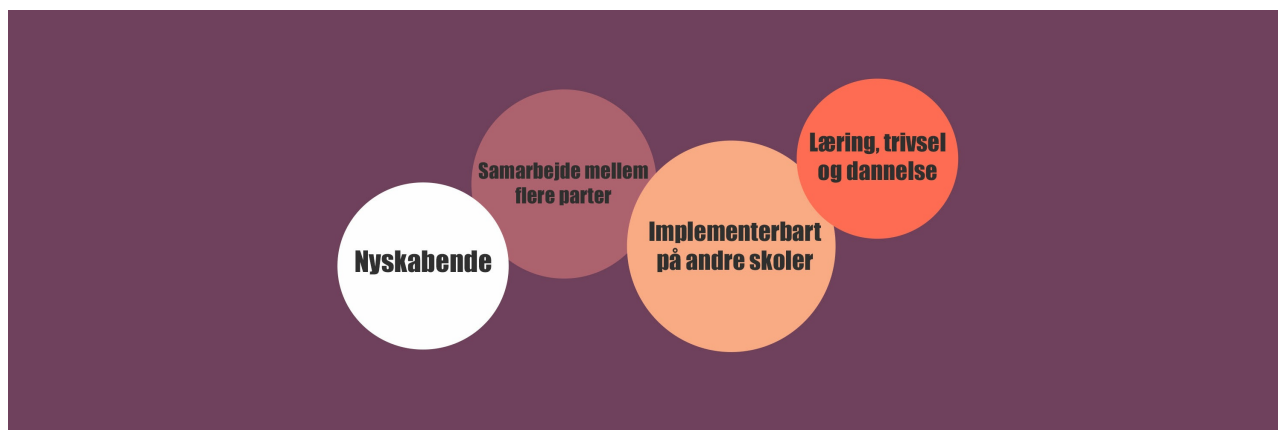 Nyskabende
Samarbejde mellem
flere parter
Implementerbart
på andre skoler
Læring, trivsel
og dannelse